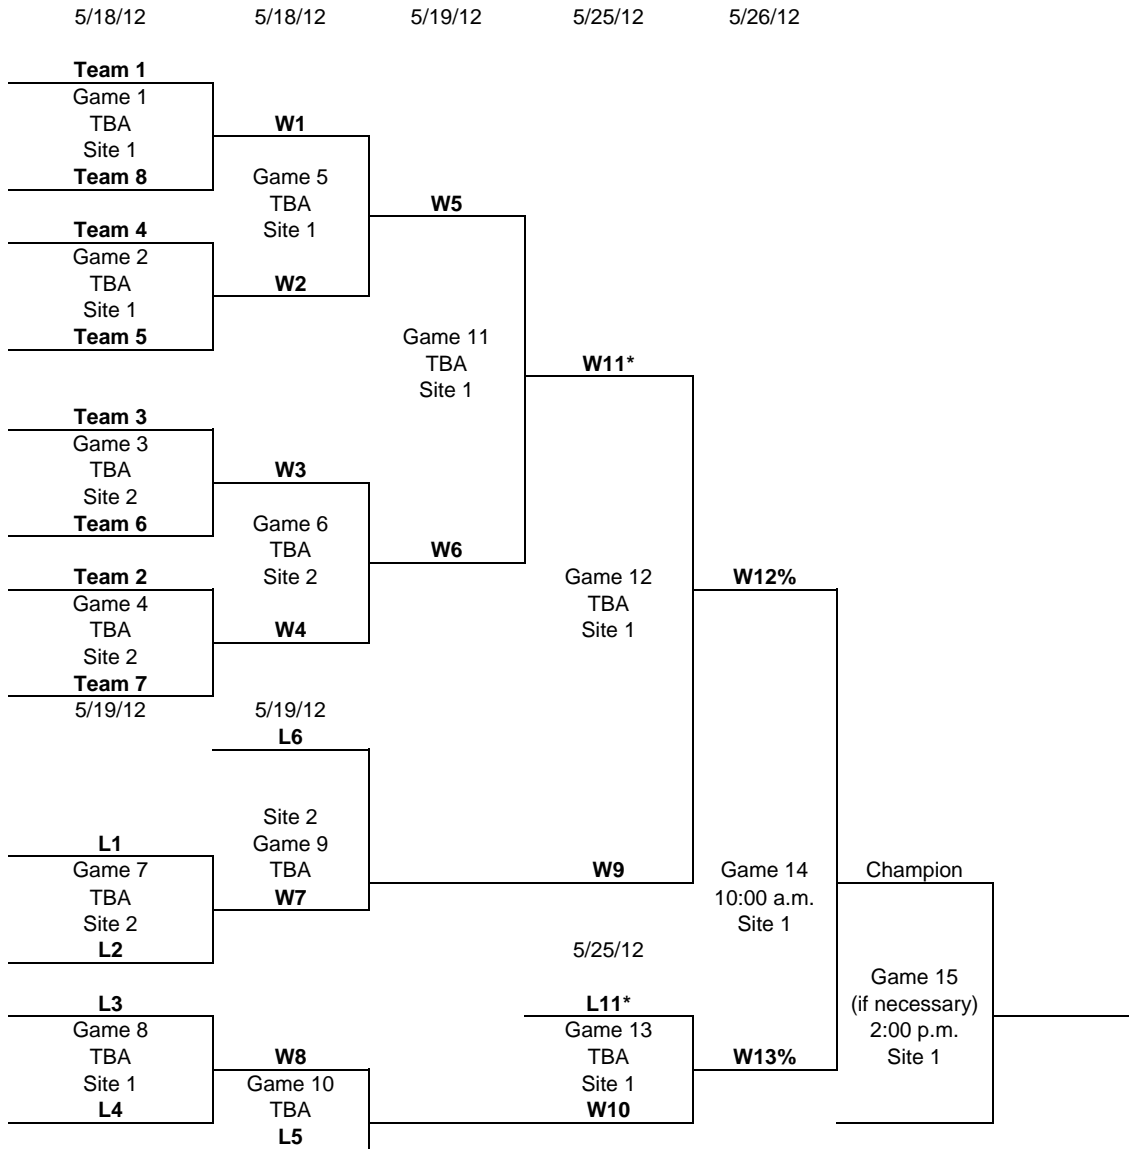 5/18/12 5/18/12 5/19/12 5/25/12 5/26/12
Team 1
Game 1
TBA W1
Site 1
Team 8 Game 5
TBA W5
Team 4 Site 1
Game 2
TBA W2
Site 1
Team 5 Game 11
TBA W11*
Site 1
Team 3
Game 3
TBA W3
Site 2
Team 6 Game 6
TBA W6
Team 2 Site 2 Game 12 W12%
Game 4 TBA
TBA W4 Site 1
Site 2
Team 7
5/19/12 5/19/12
L6
Site 2
L1 Game 9
Game 7 TBA W9 Game 14 Champion
TBA W7 10:00 a.m.
Site 2 Site 1
L2 5/25/12
Game 15
L3 L11* (if necessary)
Game 8 Game 13 2:00 p.m.
TBA W8 TBA W13% Site 1
Site 1 Game 10 Site 1
L4 TBA W10
L5